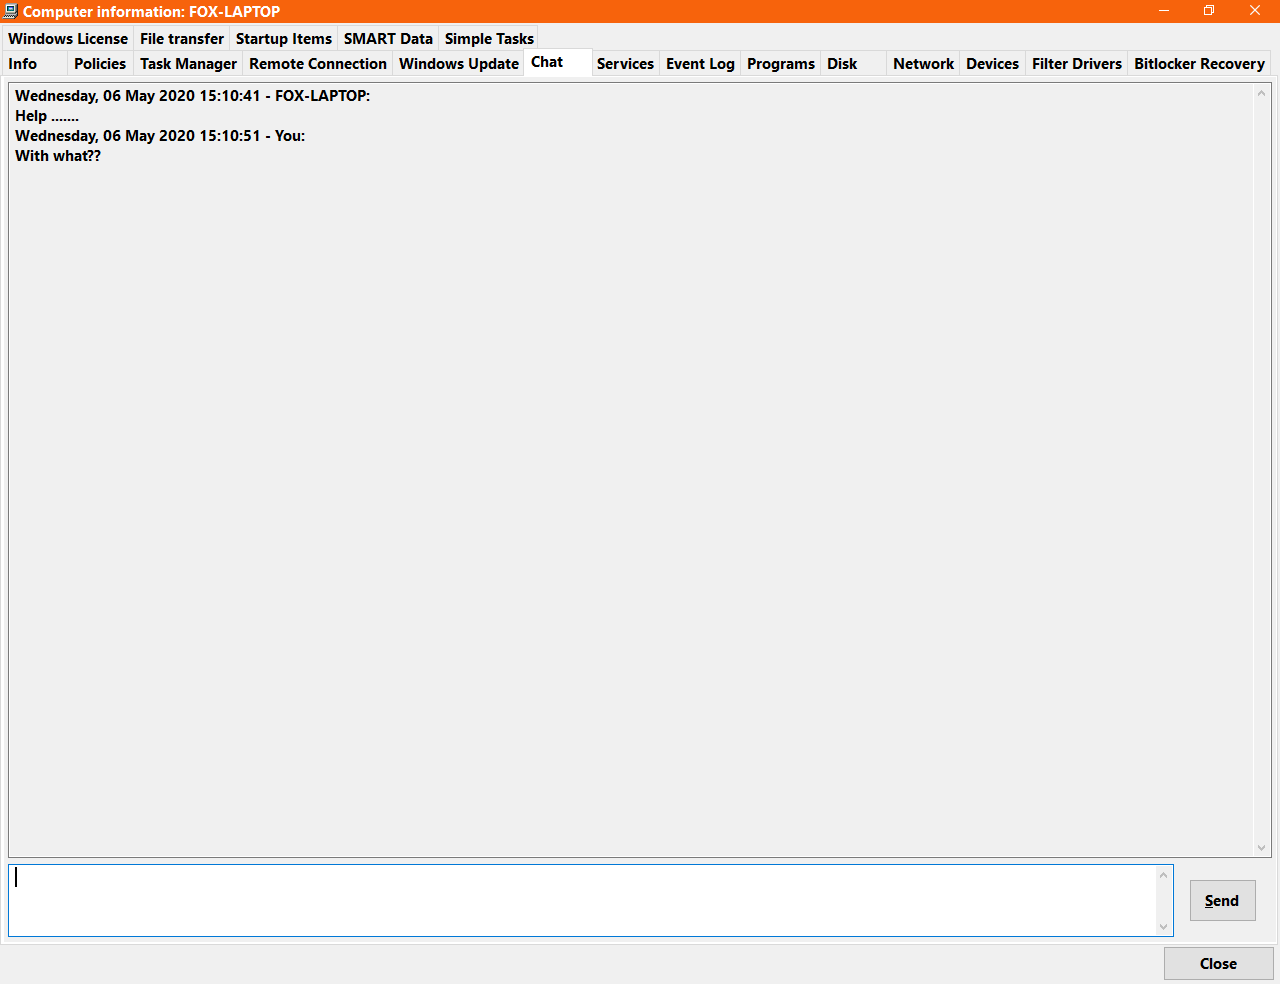 Computer information: FOX-LAPTOP
Windows License File transfer Startup Items SMART Data Simple Tasks
Info Policies Task Manager Remote Connection Windows Update Chat Services Event Log Programs Disk Network Devices Filter Drivers Bitlocker Recovery
Wednesday, 06 May 2020 15:10:41 - FOX-LAPTOP:
Help .......
Wednesday, 06 May 2020 15:10:51 - You:
With what??
Send
Close